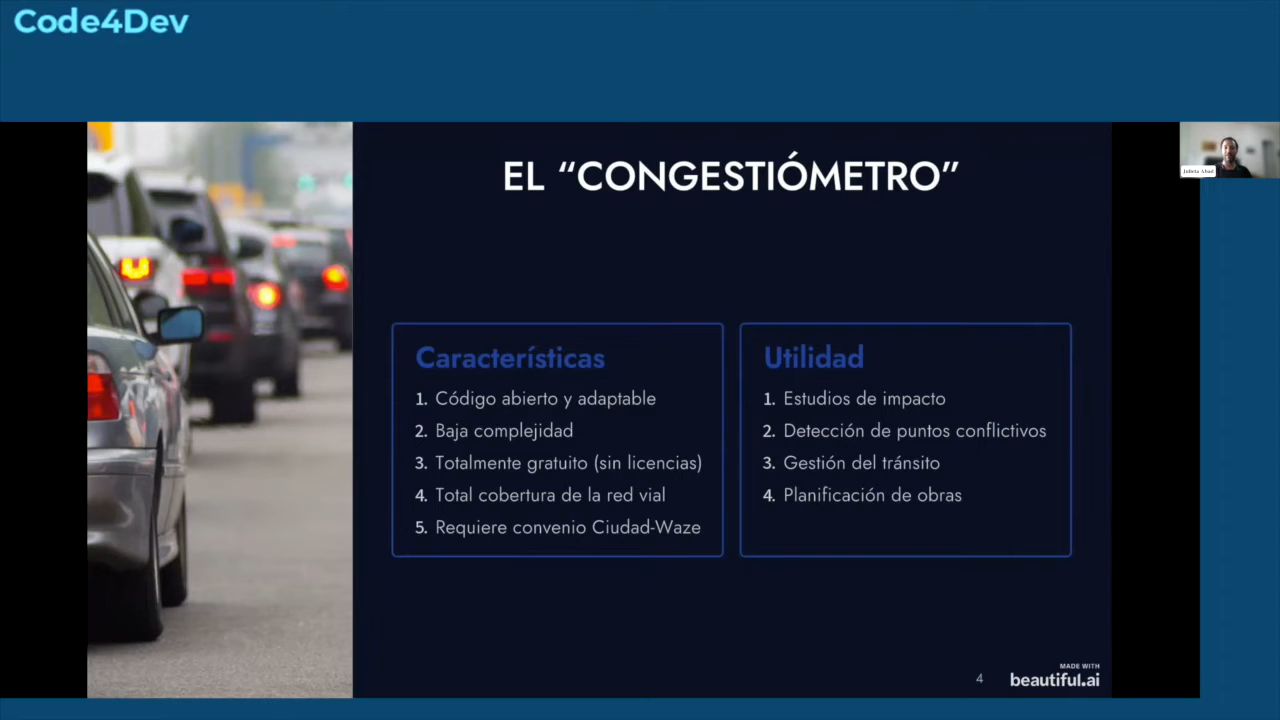 Code4Dev
EL “CONGESTIÓMETRO”
Julieta Abad
Características
1. Código abierto y adaptable
2. Baja complejidad
3. Totalmente gratuito (sin licencias)
4. Total cobertura de la red vial
5. Requiere convenio Ciudad-Waze
Utilidad
1. Estudios de impacto
2. Detección de puntos conflictivos
3. Gestión del tránsito
4. Planificación de obras
4
MADE WITH
beautiful.ai